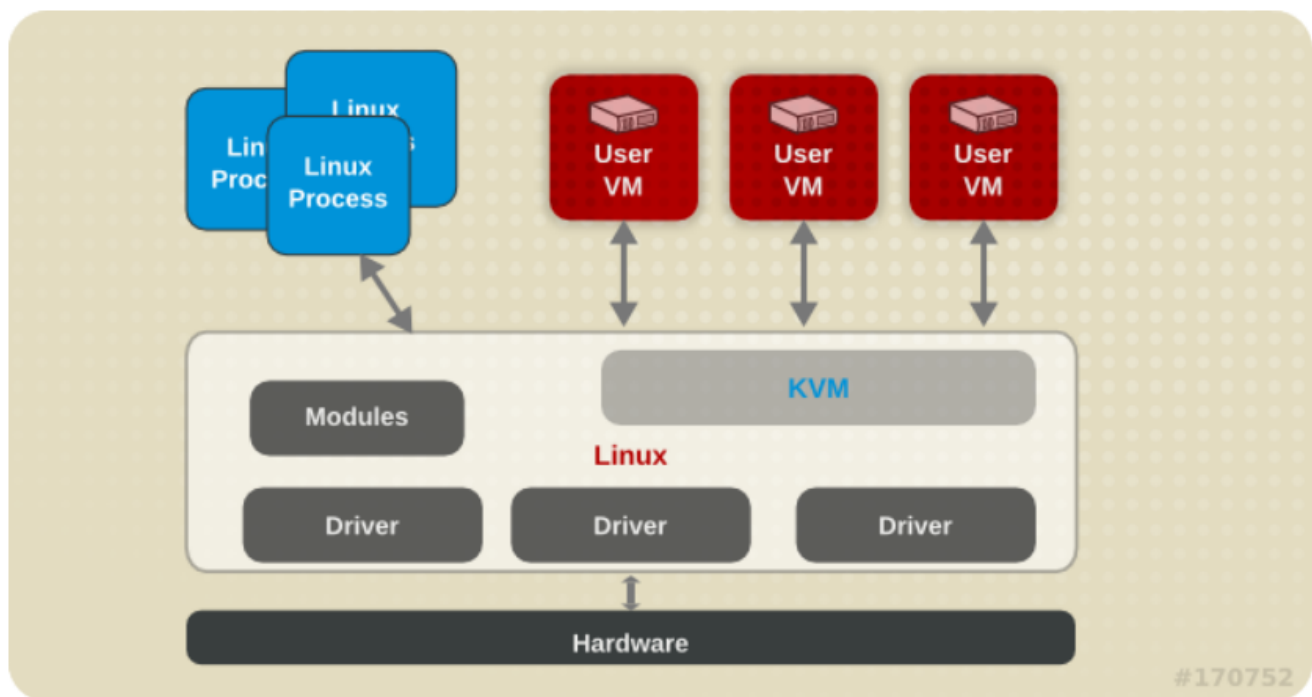 Linux
Lin
Proc
Linux
Process
User
VM
User
VM
User
VM
KVM
Modules
Linux
Driver
Driver
Driver
Hardware
#170752